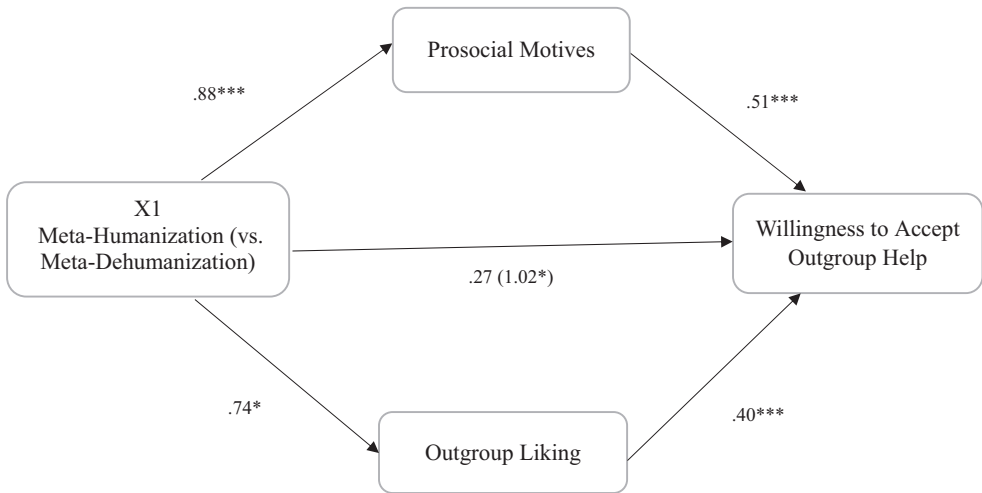 Prosocial Motives
.88***
.51***
X1
Meta-Humanization (vs.
Meta-Dehumanization)
Willingness to Accept
Outgroup Help
.27 (1.02*)
.74*
.40***
Outgroup Liking